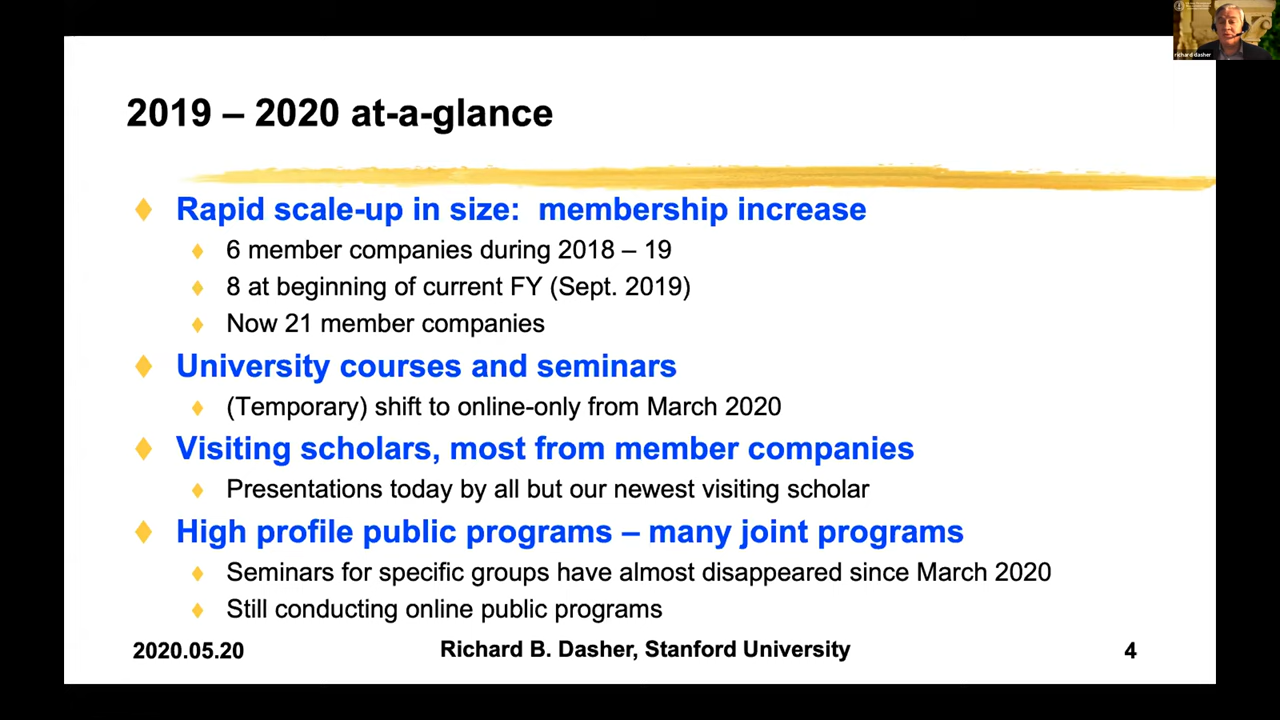 richard dasher
2019 – 2020 at-a-glance
Rapid scale-up in size:  membership increase
6 member companies during 2018 – 19
8 at beginning of current FY (Sept. 2019)
Now 21 member companies
University courses and seminars
(Temporary) shift to online-only from March 2020
Visiting scholars, most from member companies
Presentations today by all but our newest visiting scholar
High profile public programs – many joint programs
Seminars for specific groups have almost disappeared since March 2020
Still conducting online public programs
2020.05.20
Richard B. Dasher, Stanford University
4